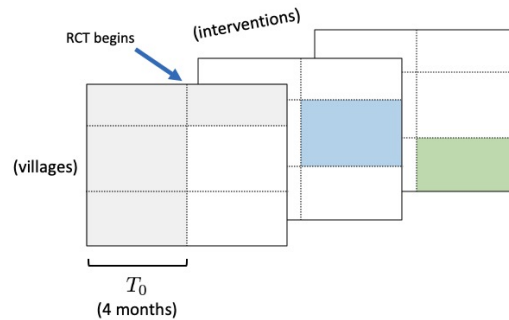 RCT begins
(interventions)
(villages)
T₀
(4 months)